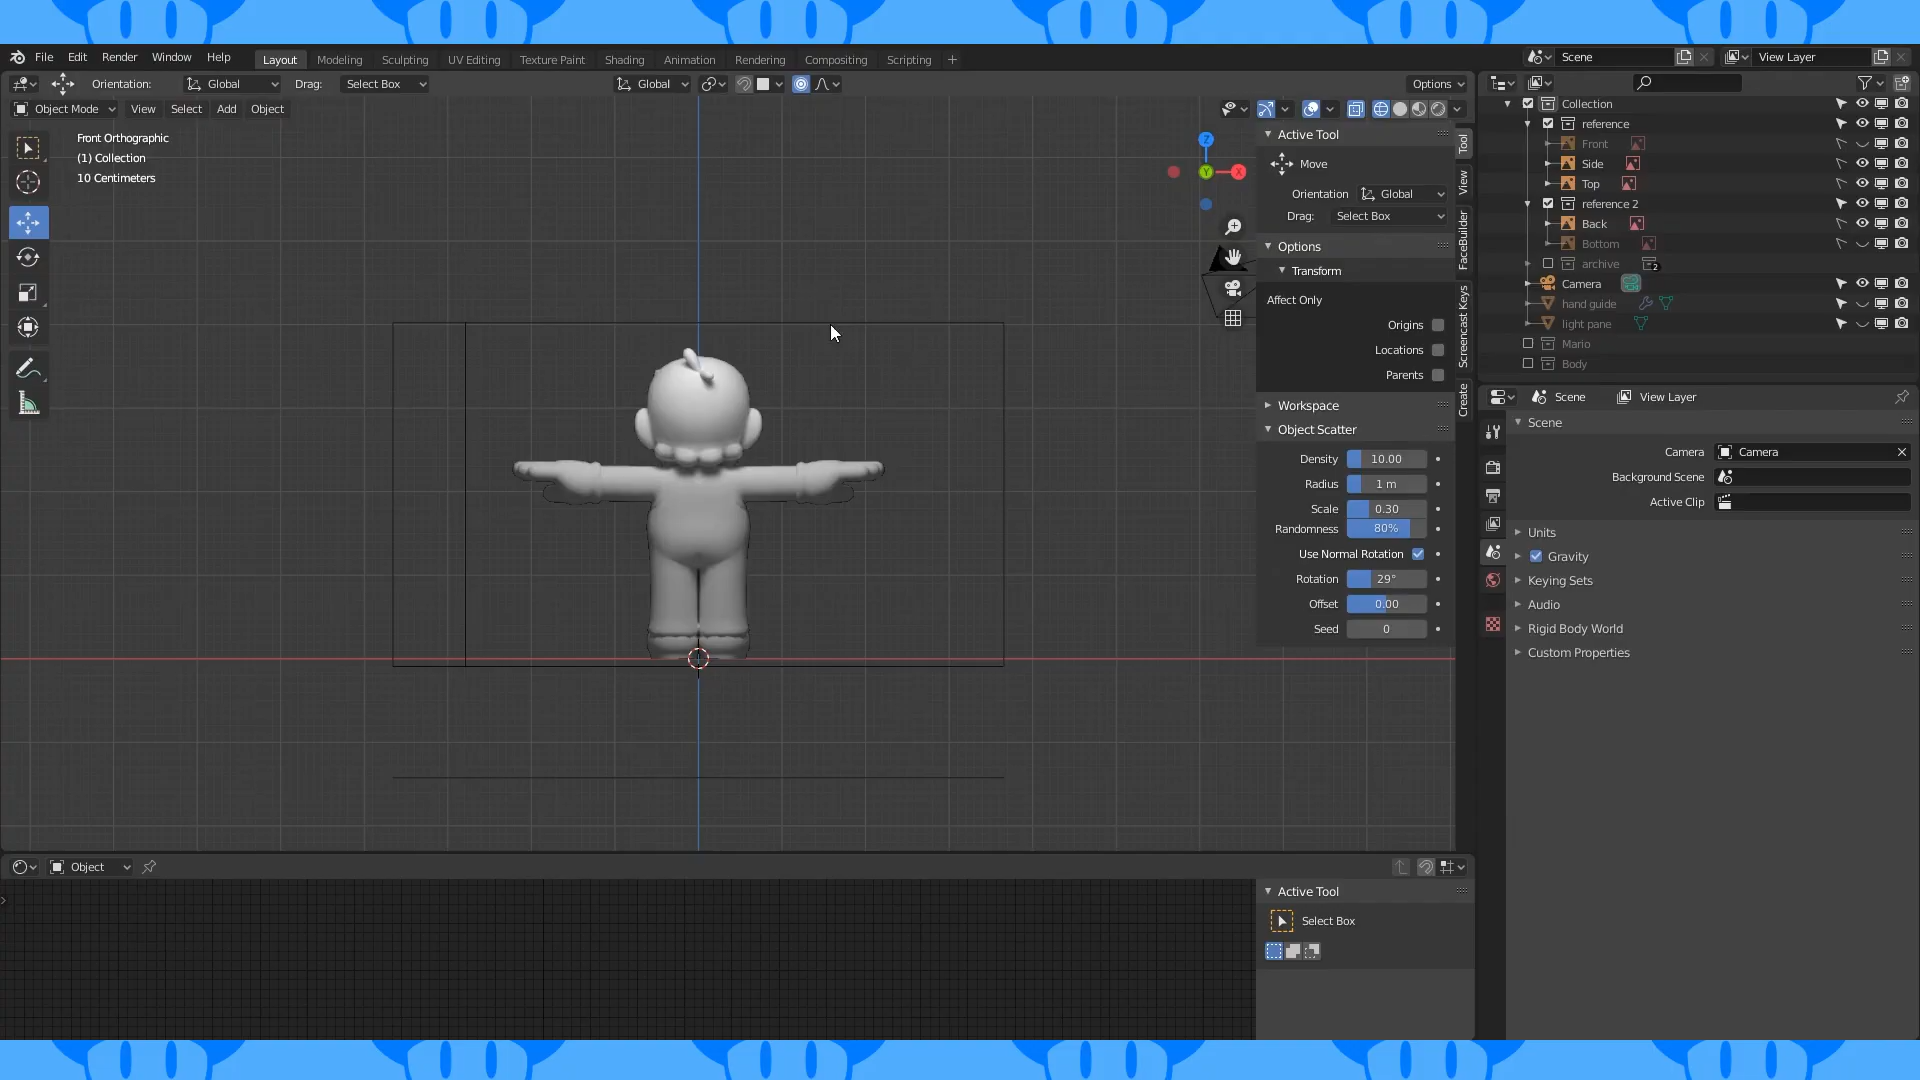 File Edit Render Window Help Layout Modeling Sculpting UV Editing Texture Paint Shading Animation Rendering Compositing Scripting + Scene View Layer
Orientation: Global Drag: Select Box Global Options
Object Mode View Select Add Object
Front Orthographic
(1) Collection
10 Centimeters
Z
Y
X
Active Tool
Move
Orientation Global
Drag: Select Box
Options
Transform
Affect Only
Origins
Locations
Parents
Workspace
Object Scatter
Density 10.00
Radius 1 m
Scale 0.30
Randomness 80%
Use Normal Rotation
Rotation 29°
Offset 0.00
Seed 0
Tool
View
FaceBuilder
Screencast Keys
Create
Collection
reference
Front
Side
Top
reference 2
Back
Bottom
archive 2
Camera
hand guide
light pane
Mario
Body
Scene View Layer
Scene
Camera Camera
Background Scene
Active Clip
Units
Gravity
Keying Sets
Audio
Rigid Body World
Custom Properties
Object
Active Tool
Select Box